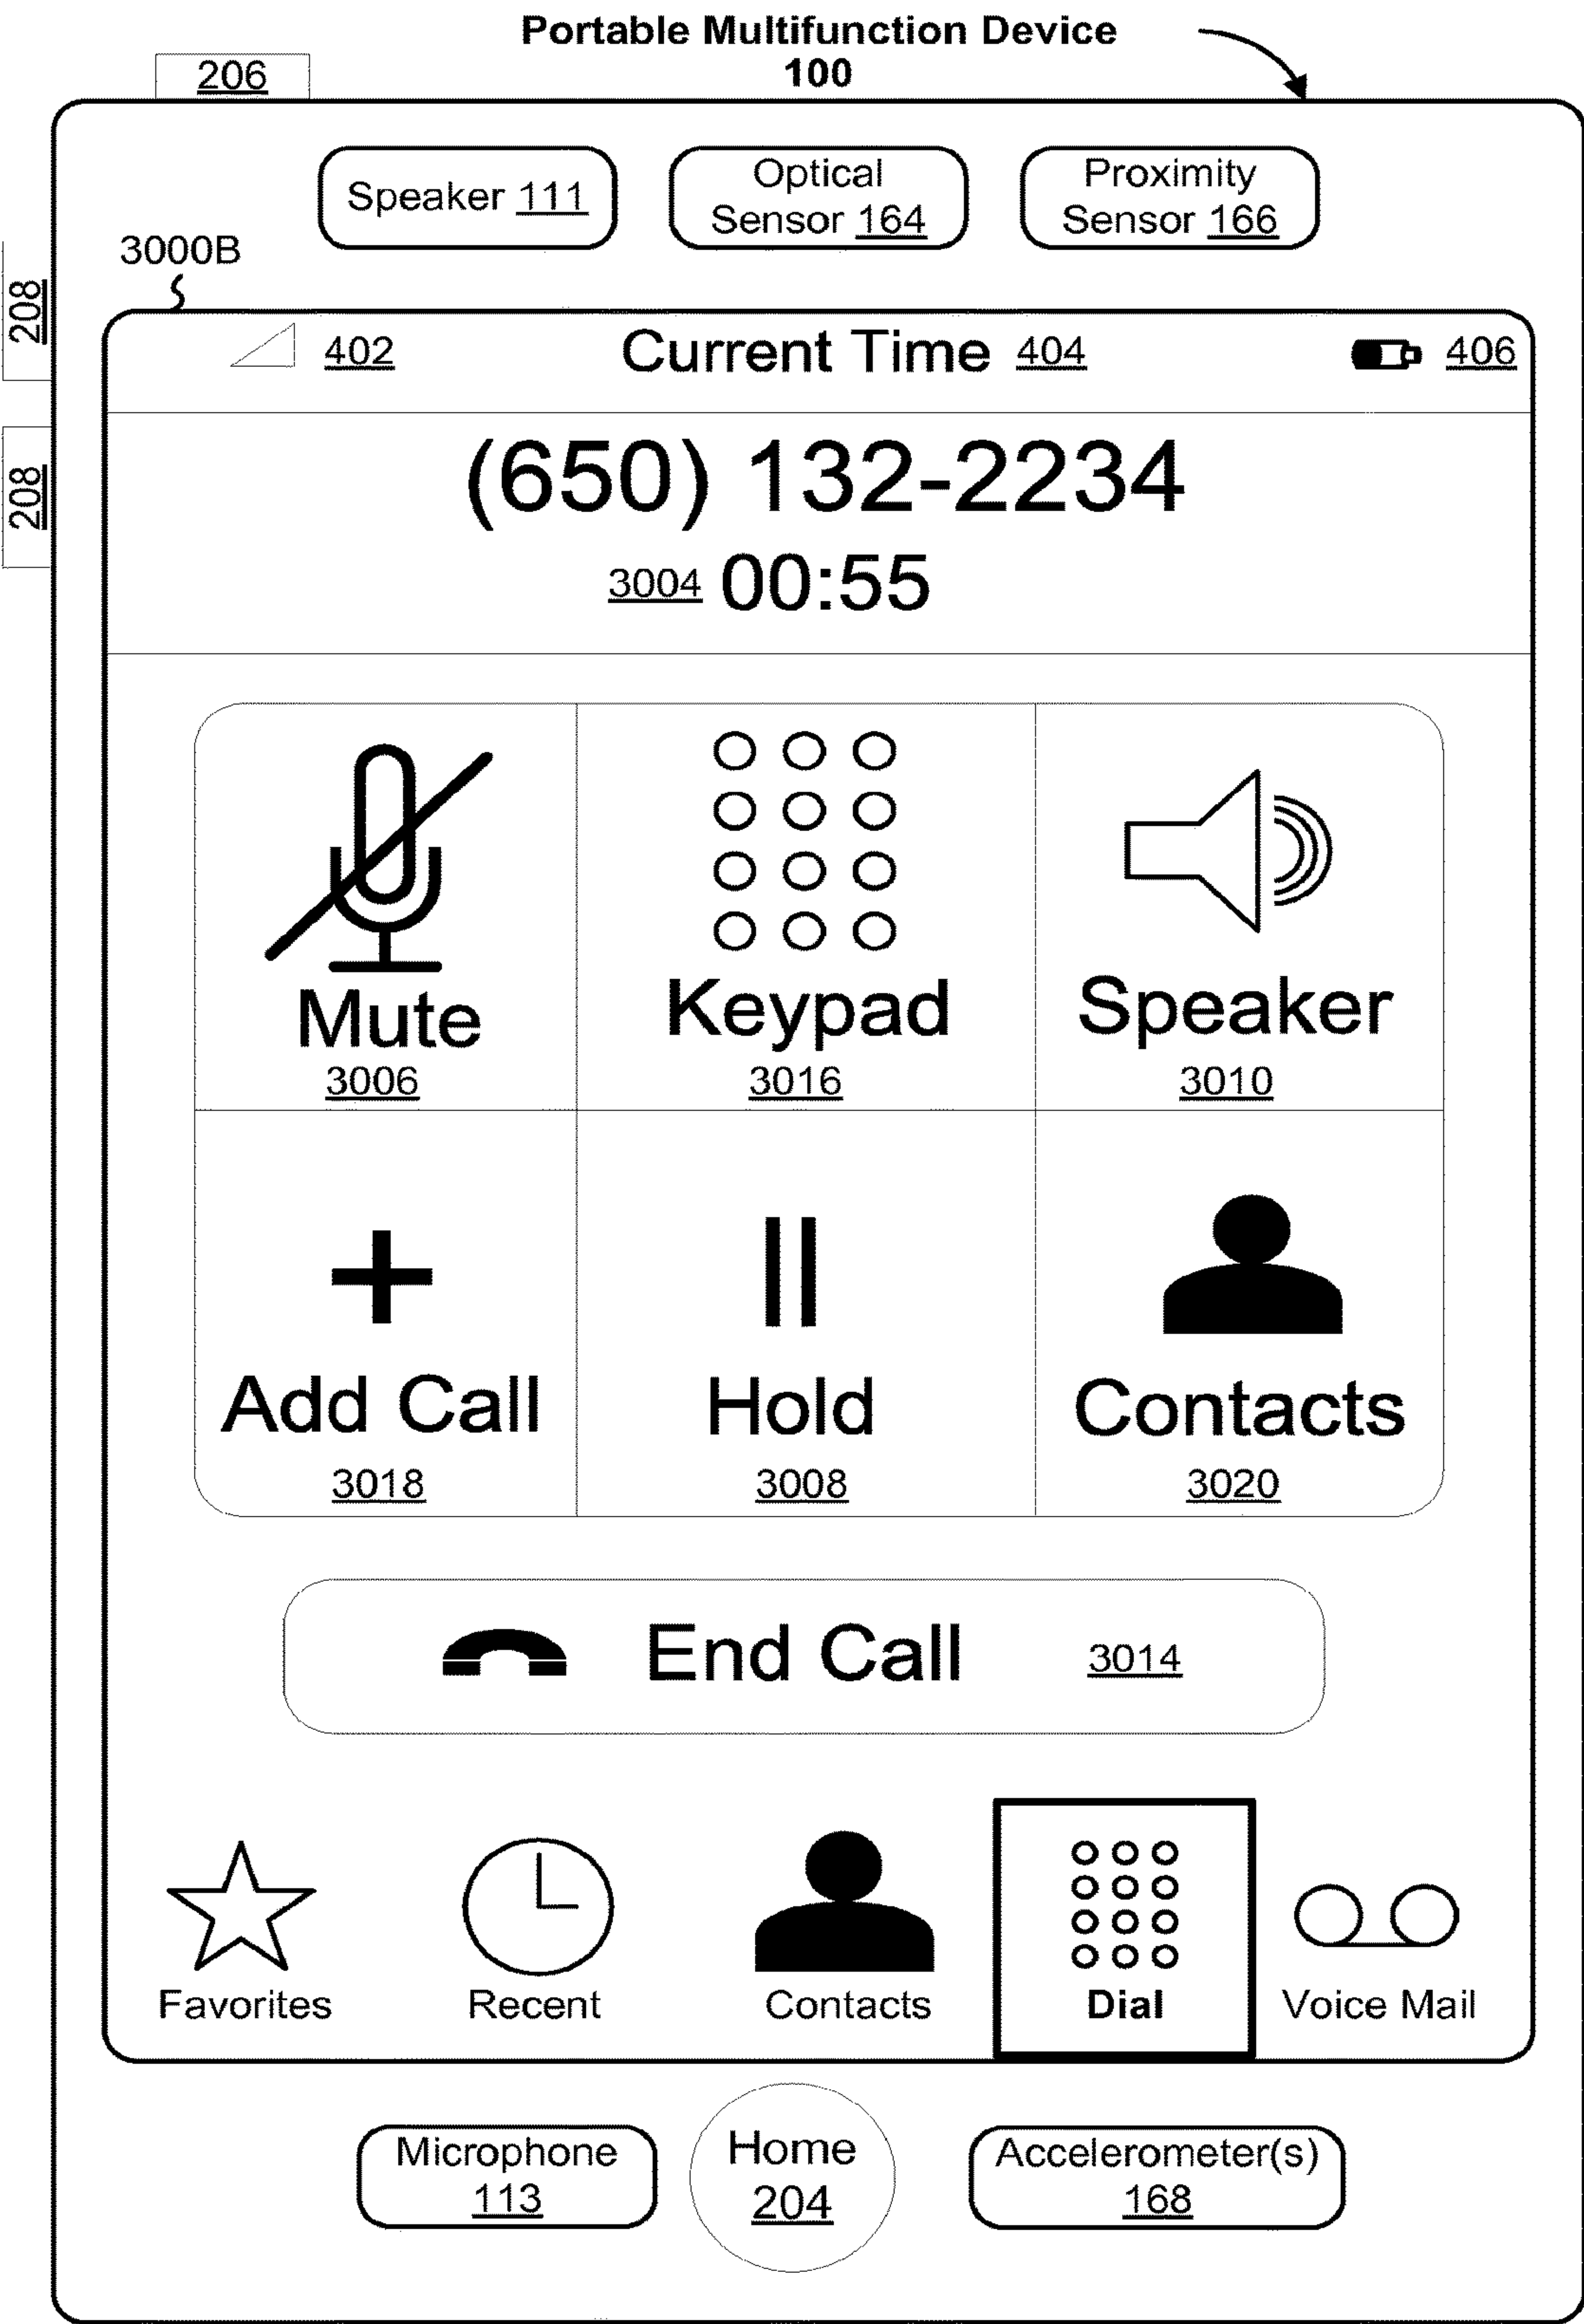 Portable Multifunction Device
100
206
Speaker 111
Optical
Sensor 164
Proximity
Sensor 166
3000B
208
402
Current Time 404
406
208
(650) 132-2234
3004 00:55
Mute
3006
Keypad
3016
Speaker
3010
Add Call
3018
Hold
3008
Contacts
3020
End Call 3014
Favorites
Recent
Contacts
Dial
Voice Mail
Microphone
113
Home
204
Accelerometer(s)
168